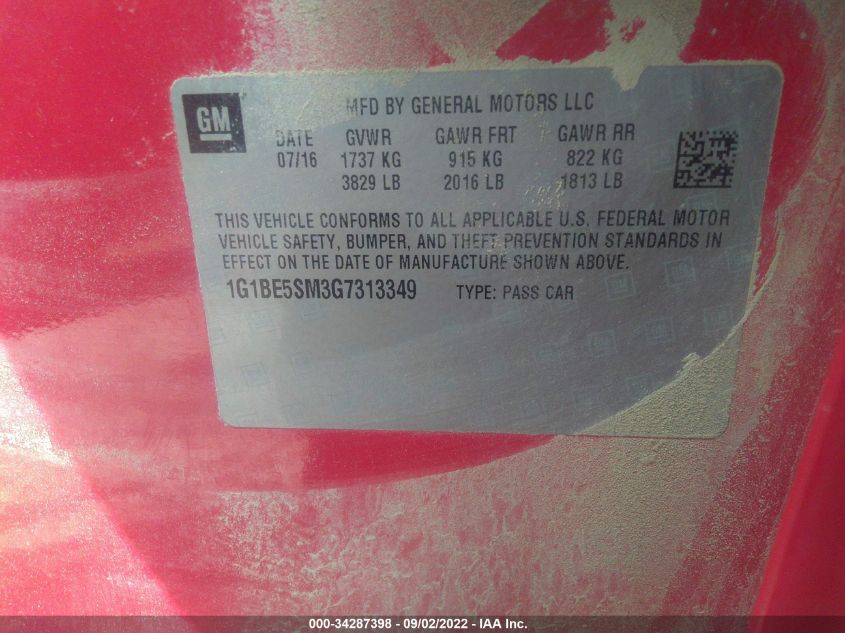 GM
MFD BY GENERAL MOTORS LLC
DATE GVWR GAWR FRT GAWR RR
07/16 1737 KG 915 KG 822 KG
3829 LB 2016 LB 1813 LB
THIS VEHICLE CONFORMS TO ALL APPLICABLE U.S. FEDERAL MOTOR
VEHICLE SAFETY, BUMPER, AND THEFT PREVENTION STANDARDS IN
EFFECT ON THE DATE OF MANUFACTURE SHOWN ABOVE.
1G1BE5SM3G7313349 TYPE: PASS CAR
000-34287398 - 09/02/2022 - IAA Inc.